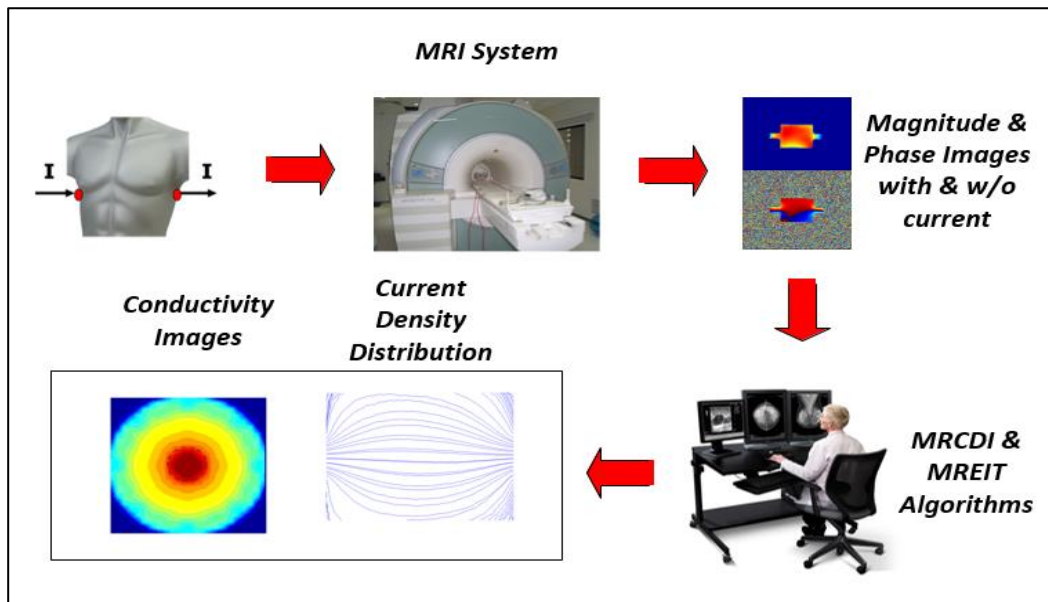 MRI System
I
I
Magnitude &
Phase Images
with & w/o
current
Conductivity
Images
Current
Density
Distribution
MRCDI &
MREIT
Algorithms